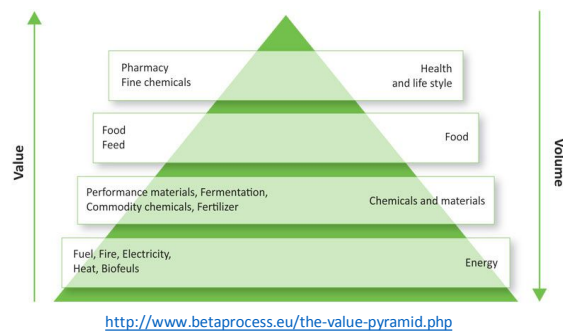 Value
Volume
Pharmacy
Fine chemicals
Health
and life style
Food
Feed
Food
Performance materials, Fermentation,
Commodity chemicals, Fertilizer
Chemicals and materials
Fuel, Fire, Electricity,
Heat, Biofeuls
Energy
http://www.betaprocess.eu/the-value-pyramid.php